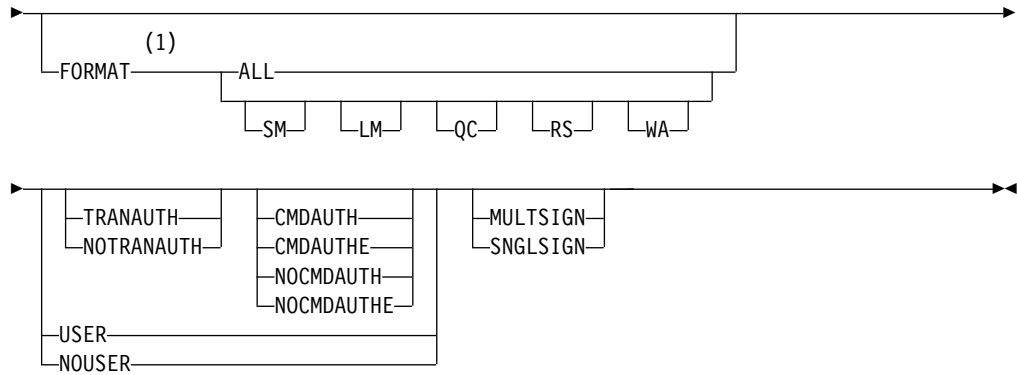 (1)
FORMAT ALL
SM LM QC RS WA
TRANAUTH CMDAUTH MULTSIGN
NOTRANAUTH CMDAUTHE SNGLSIGN
NOCMDAUTH
NOCMDAUTHE
USER
NOUSER